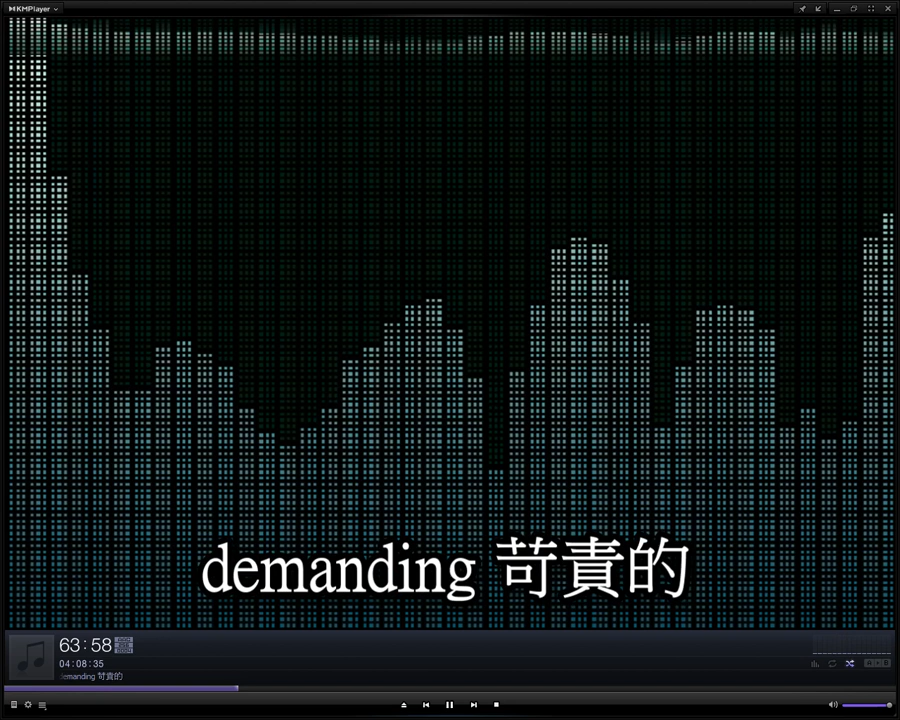 KMPlayer
demanding 苛責的
63:58
04:08:35
demanding 苛責的